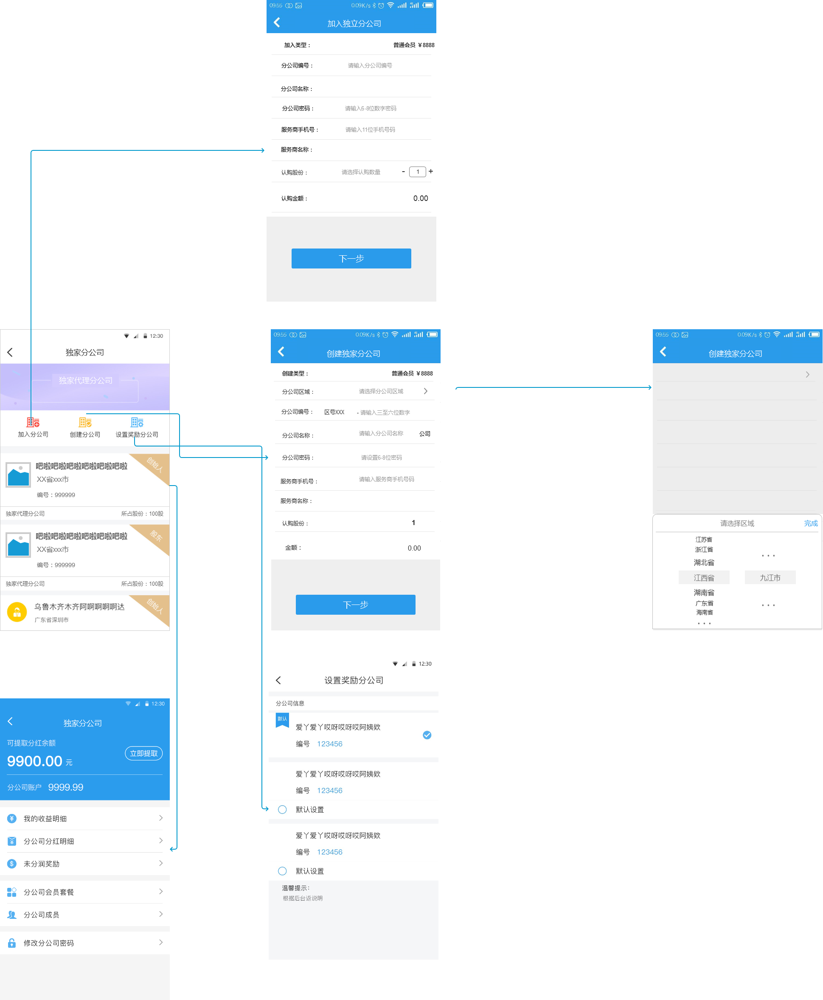 09:55
0.09K/s
加入独立分公司
加入类型：
普通会员 ￥8888
分公司编号：
请输入分公司编号
分公司名称：
分公司密码：
请输入6-8位数字密码
服务商手机号：
请输入11位手机号码
服务商名称：
认购股份：
请选择认购数量
- 1 +
认购金额：
0.00
下一步
12:30
独家分公司
独家代理分公司
加入分公司
创建分公司
设置奖励分公司
吧啦吧啦吧啦吧啦吧啦吧啦
创始人
XX省xxx市
编号：999999
独家代理分公司
所占股份：100股
吧啦吧啦吧啦吧啦吧啦吧啦
股东
XX省xxx市
编号：999999
独家代理分公司
所占股份：100股
乌鲁木齐木齐阿啊啊啊啊达
创始人
广东省深圳市
09:55
0.09K/s
创建独家分公司
创建类型：
普通会员 ￥8888
分公司区域：
请选择分公司区域
分公司编号：
区号XXX
- 请输入三至六位数字
分公司名称：
请输入分公司名称
公司
分公司密码：
请设置6-8位密码
服务商手机号：
请输入服务商手机号码
服务商名称：
认购股份：
1
金额：
0.00
下一步
09:55
0.09K/s
创建独家分公司
请选择区域
完成
江苏省
浙江省
湖北省
江西省
九江市
湖南省
广东省
海南省
12:30
独家分公司
可提取分红余额
9900.00 元
立即提取
分公司账户 9999.99
我的收益明细
分公司分红明细
未分润奖励
分公司会员套餐
分公司成员
修改分公司密码
12:30
设置奖励分公司
分公司信息
默认
爱丫爱丫哎呀哎呀哎阿姨欸
编号 123456
爱丫爱丫哎呀哎呀哎阿姨欸
编号 123456
默认设置
爱丫爱丫哎呀哎呀哎阿姨欸
编号 123456
默认设置
温馨提示：
根据后台返说明